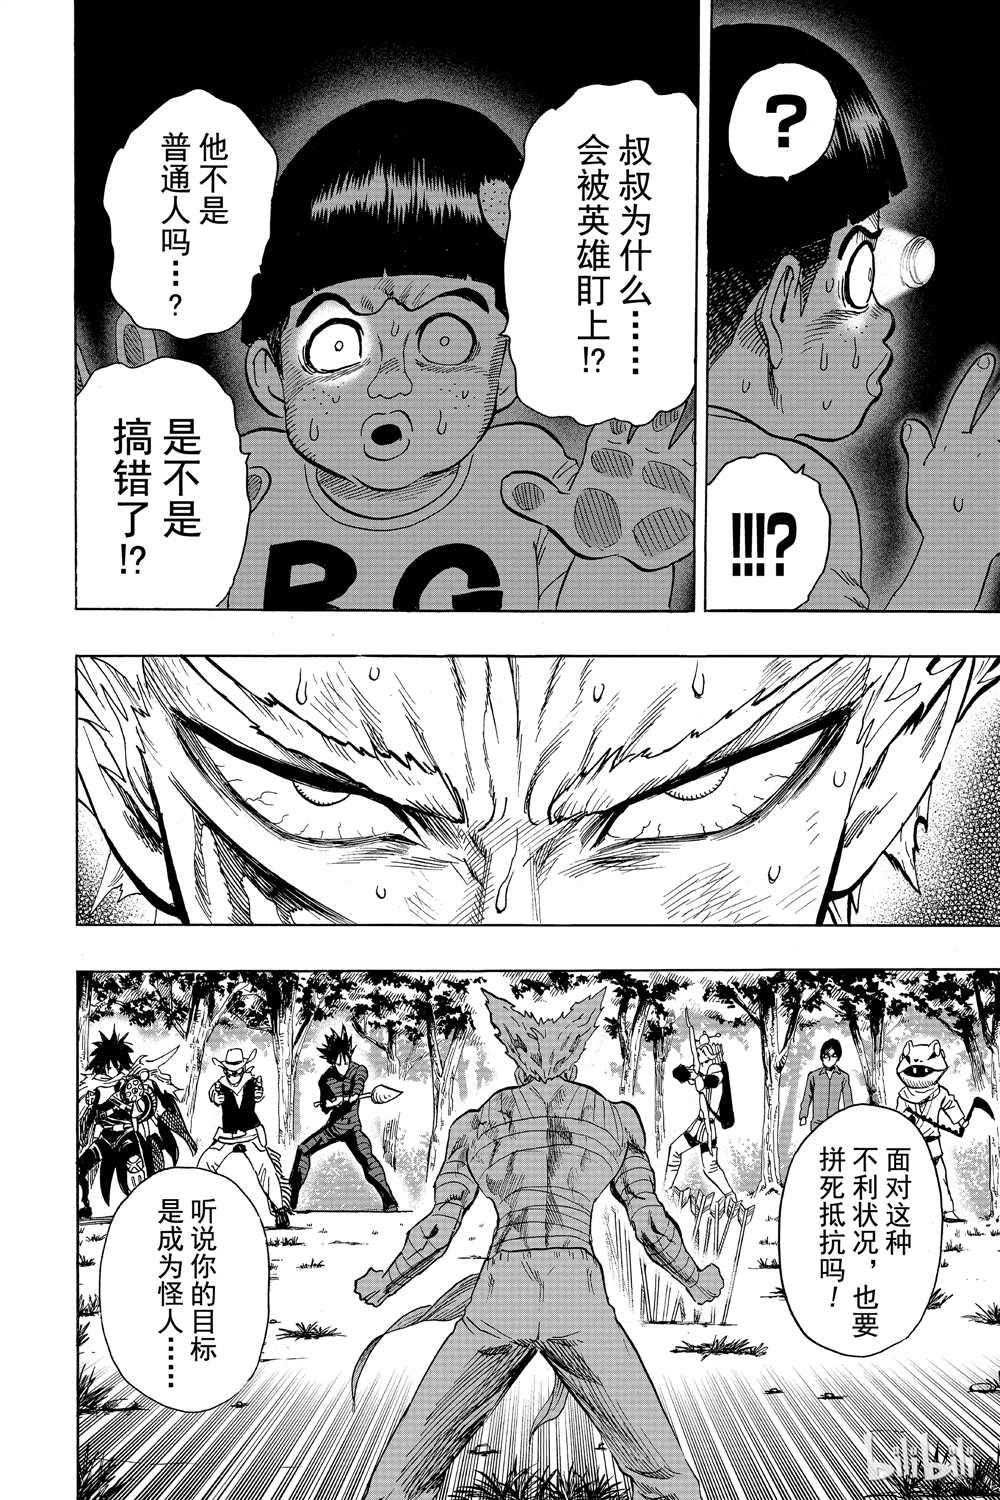 ?
!!!?
叔叔为什么……
会被英雄盯上!?
他不是
普通人吗……?
是不是
搞错了!?
BG
面对这种
不利状况，也要
拼死抵抗吗！
听说你的目标
是成为怪人……
bilibili